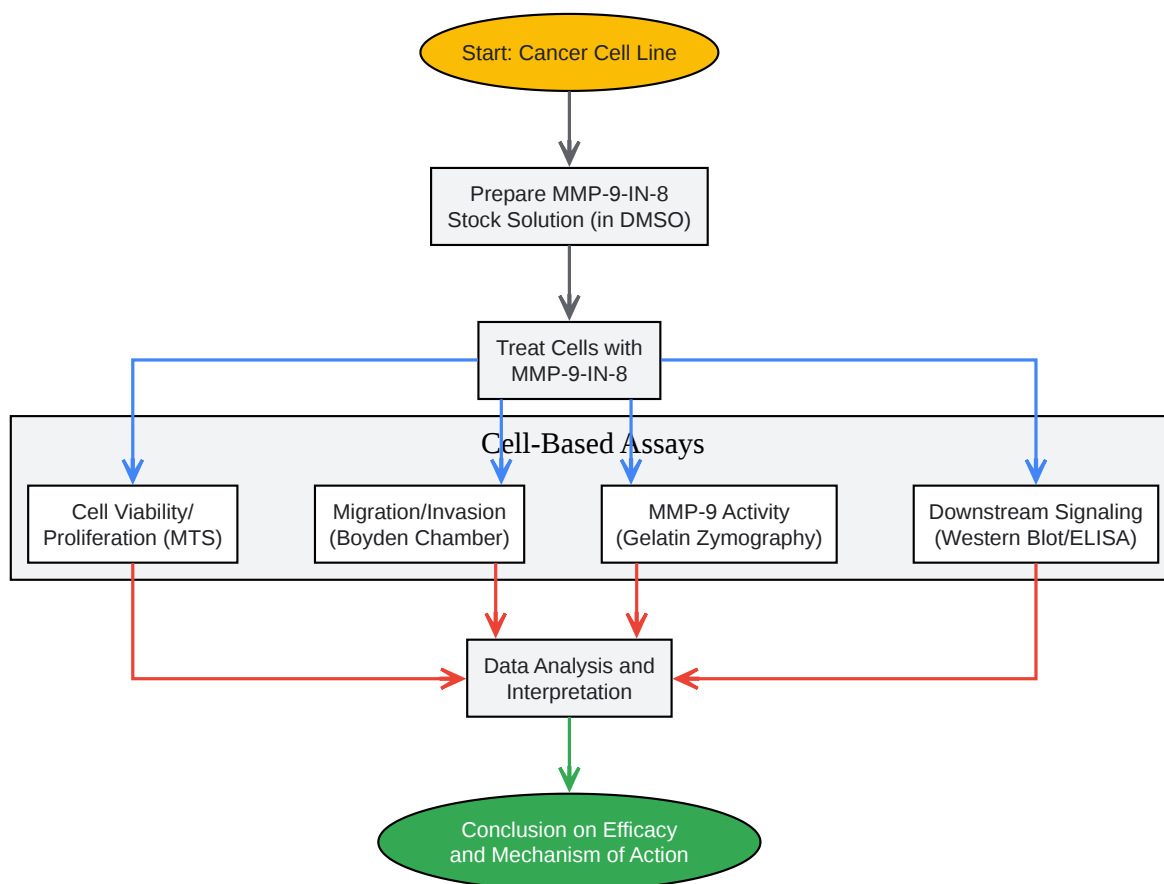 Start: Cancer Cell Line
Prepare MMP-9-IN-8
Stock Solution (in DMSO)
Treat Cells with
MMP-9-IN-8
Cell-Based Assays
Cell Viability/
Proliferation (MTS)
Migration/Invasion
(Boyden Chamber)
MMP-9 Activity
(Gelatin Zymography)
Downstream Signaling
(Western Blot/ELISA)
Data Analysis and
Interpretation
Conclusion on Efficacy
and Mechanism of Action